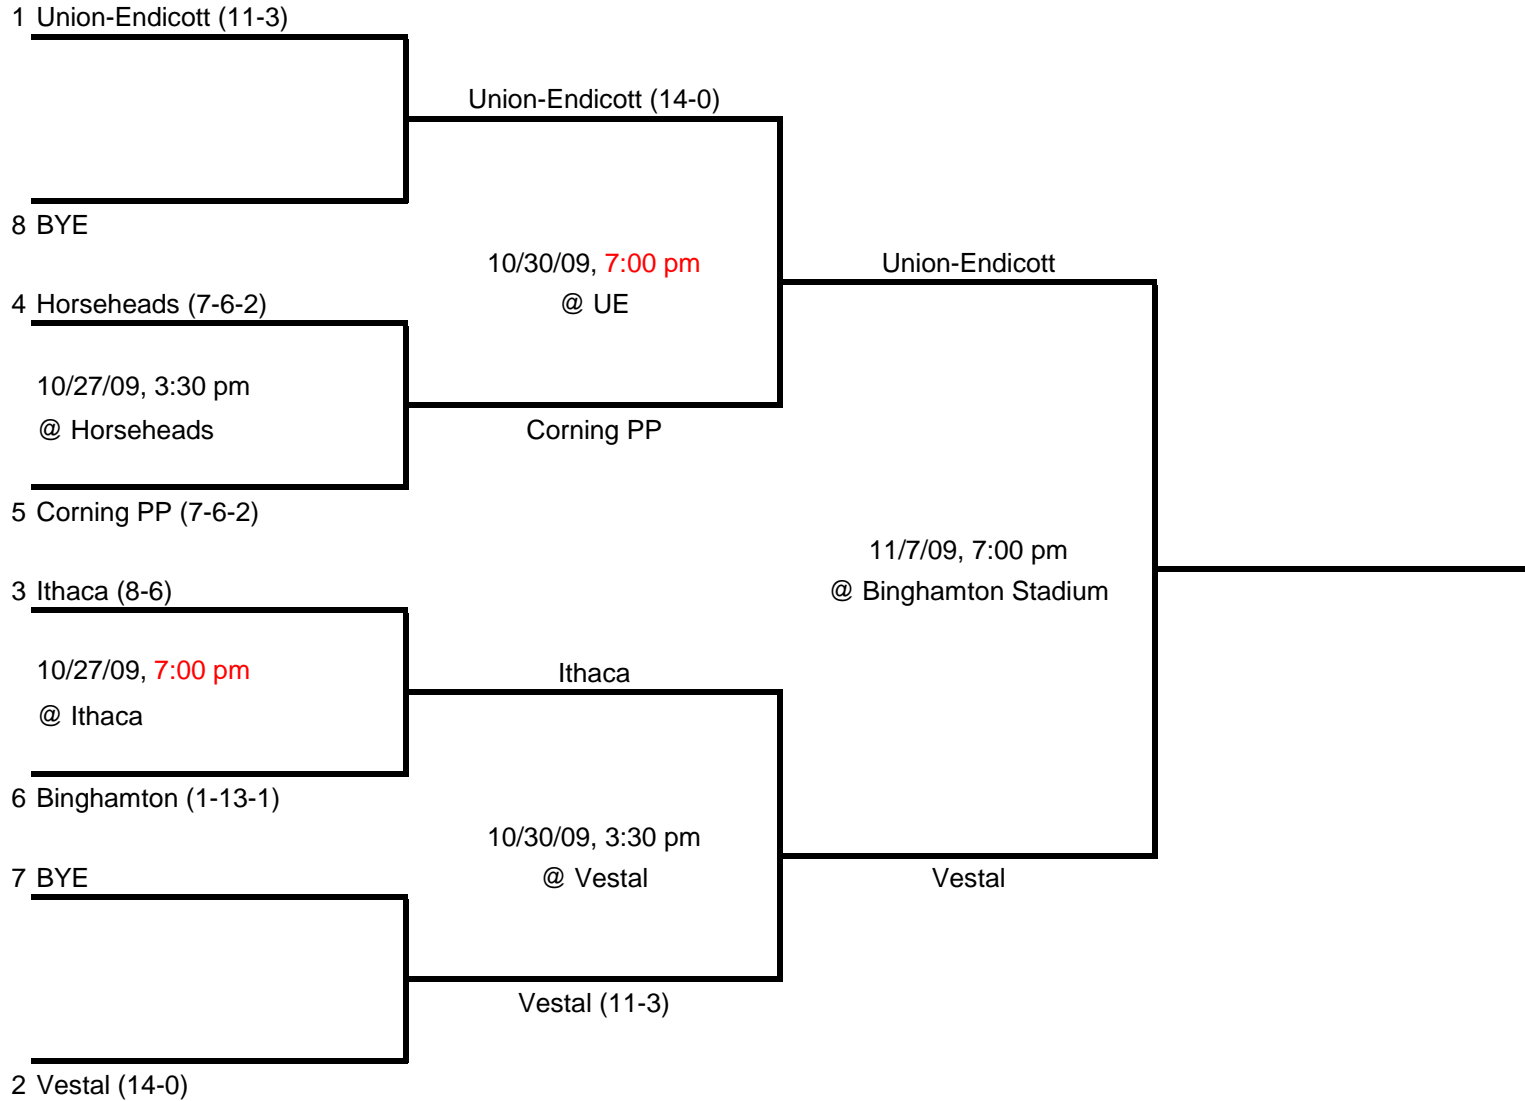 1 Union-Endicott (11-3)
Union-Endicott (14-0)
8 BYE
10/30/09, 7:00 pm
@ UE
Union-Endicott
4 Horseheads (7-6-2)
10/27/09, 3:30 pm
@ Horseheads
Corning PP
5 Corning PP (7-6-2)
11/7/09, 7:00 pm
@ Binghamton Stadium
3 Ithaca (8-6)
10/27/09, 7:00 pm
@ Ithaca
Ithaca
6 Binghamton (1-13-1)
10/30/09, 3:30 pm
@ Vestal
7 BYE
Vestal
Vestal (11-3)
2 Vestal (14-0)